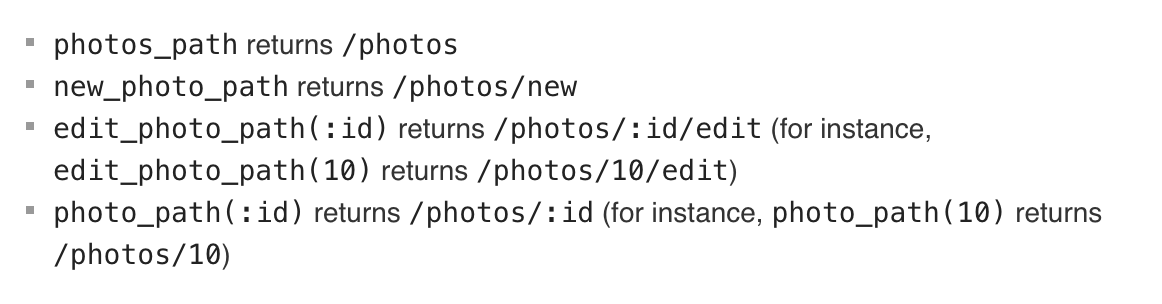 photos_path returns /photos
new_photo_path returns /photos/new
edit_photo_path(:id) returns /photos/:id/edit (for instance,
edit_photo_path(10) returns /photos/10/edit)
photo_path(:id) returns /photos/:id (for instance, photo_path(10) returns
/photos/10)